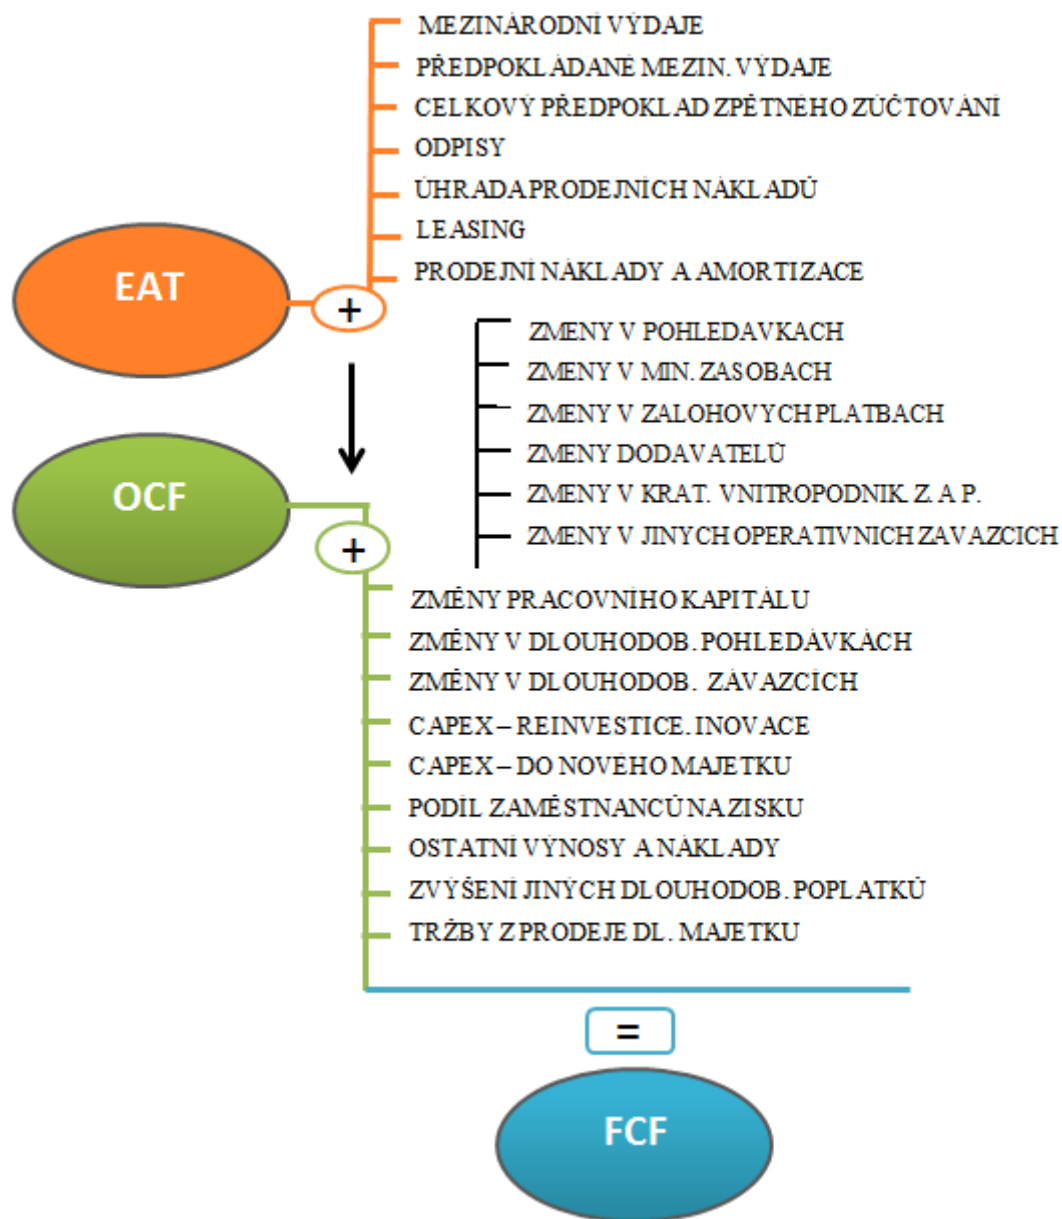 MEZINÁRODNÍ VÝDAJE
PŘEDPOKLÁDANÉ MEZIN. VÝDAJE
CELKOVÝ PŘEDPOKLAD ZPĚTNÉHO ZÚČTOVÁNÍ
ODPISY
ÚHRADA PRODEJNÍCH NÁKLADŮ
LEASING
PRODEJNÍ NÁKLADY A AMORTIZACE
EAT
+
ZMENY V POHLEDAVKACH
ZMENY V MIN. ZASOBACH
ZMENY V ZALOHOVYCH PLATBACH
ZMENY DODAVATELŮ
ZMENY V KRAT. VNITROPODNIK. Z. A P.
ZMENY V JINYCH OPERATIVNICH ZAVAZCICH
OCF
+
ZMĚNY PRACOVNÍHO KAPITÁLU
ZMĚNY V DLOUHODOB. POHLEDÁVKÁCH
ZMĚNY V DLOUHODOB. ZÁVAZCÍCH
CAPEX – REINVESTICE. INOVACE
CAPEX – DO NOVÉHO MAJETKU
PODÍL ZAMĚSTNANCŮ NA ZISKU
OSTATNÍ VÝNOSY A NÁKLADY
ZVÝŠENÍ JINÝCH DLOUHODOB. POPLATKŮ
TRŽBY Z PRODEJE DL. MAJETKU
=
FCF